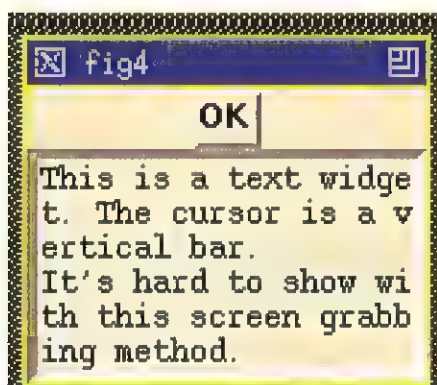 fig4
OK
This is a text widge
t. The cursor is a v
ertical bar.
It's hard to show wi
th this screen grabb
ing method.